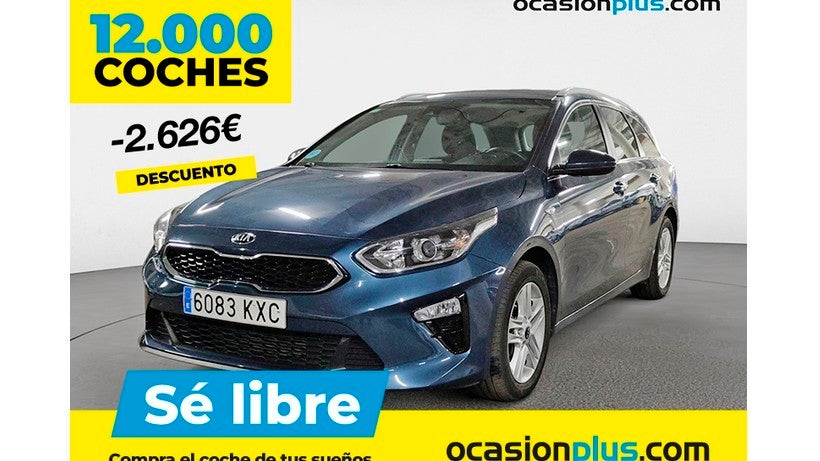 ocasionplus.com
12.000
COCHES
-2.626€
DESCUENTO
KIA
E 6083 KXC
Sé libre
Compra el coche de tus sueños
ocasionplus.com